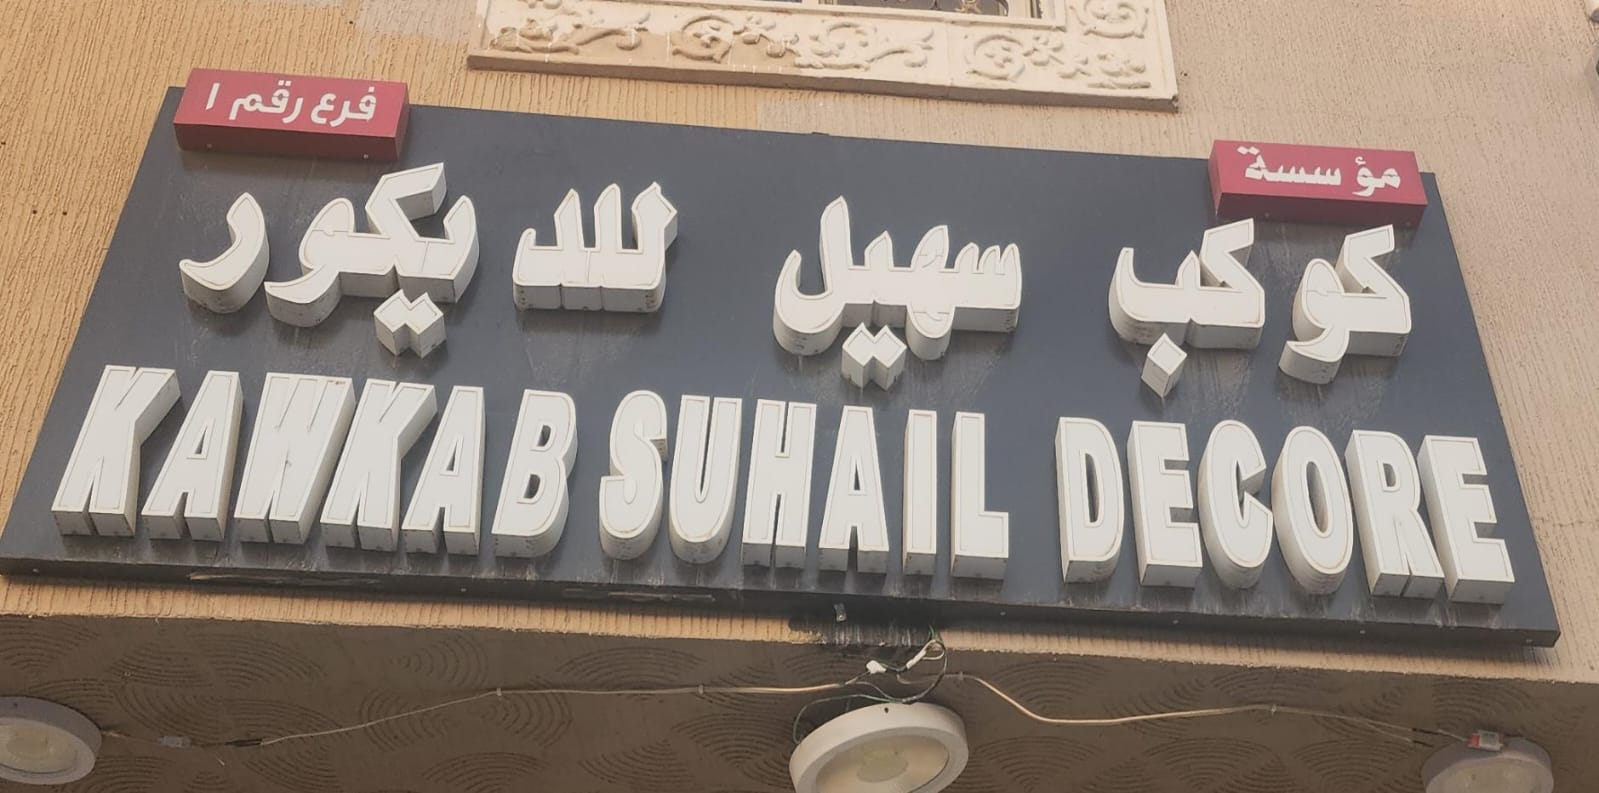 مؤسسة
فرع رقم ١
كوكب سهيل للديكور
KAWKAB SUHAIL DECORE